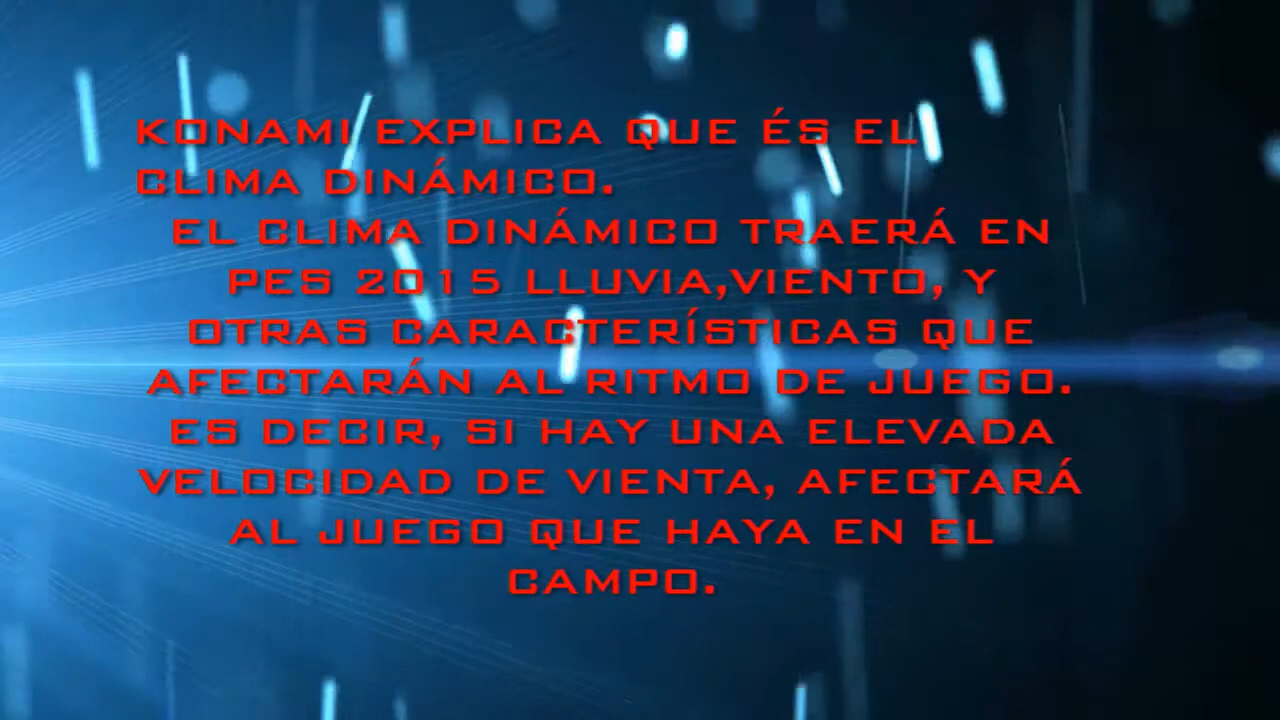 KONAMI EXPLICA QUE ÉS EL
CLIMA DINÁMICO.
EL CLIMA DINÁMICO TRAERÁ EN
PES 2015 LLUVIA,VIENTO, Y
OTRAS CARACTERÍSTICAS QUE
AFECTARÁN AL RITMO DE JUEGO.
ES DECIR, SI HAY UNA ELEVADA
VELOCIDAD DE VIENTA, AFECTARÁ
AL JUEGO QUE HAYA EN EL
CAMPO.